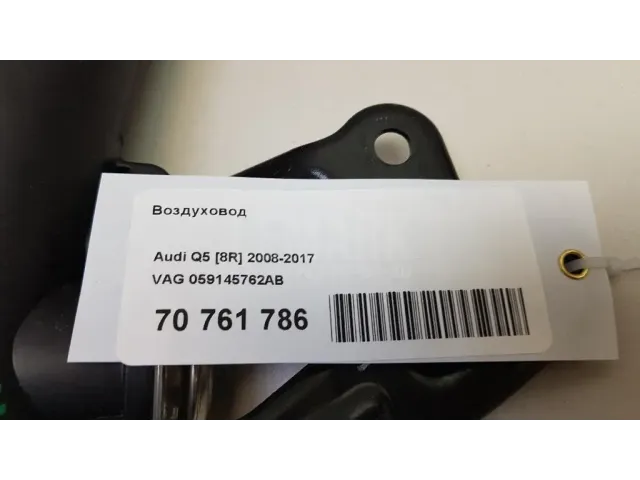 Воздуховод
Audi Q5 [8R] 2008-2017
VAG 059145762AB
70 761 786